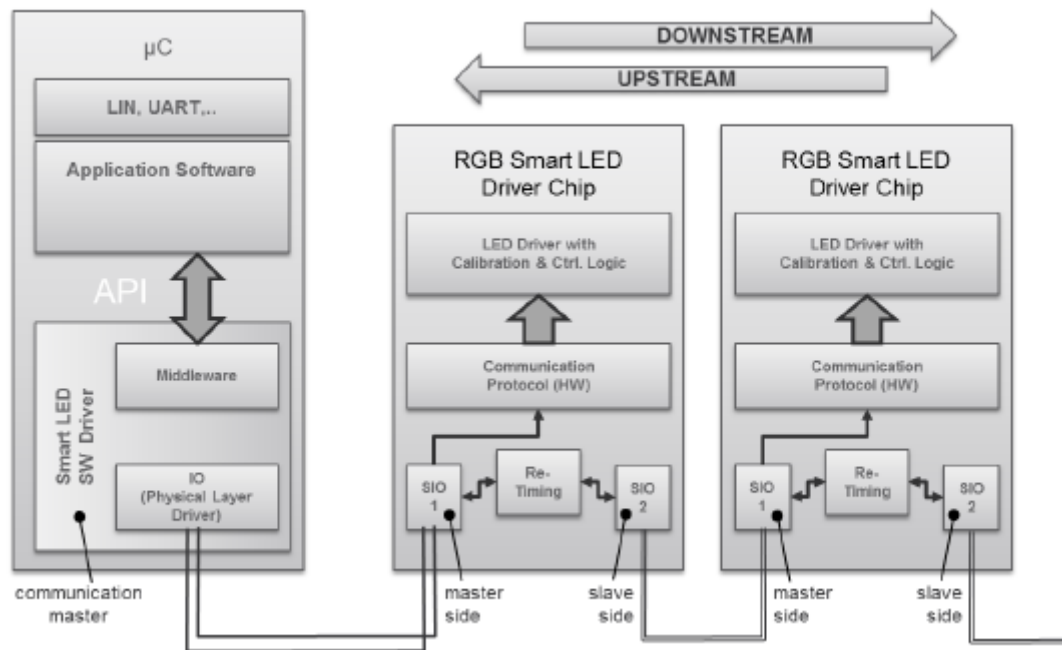 µC
LIN, UART,..
Application Software
API
Middleware
Smart LED
SW Driver
IO
(Physical Layer
Driver)
communication
master
DOWNSTREAM
UPSTREAM
RGB Smart LED
Driver Chip
LED Driver with
Calibration & Ctrl. Logic
Communication
Protocol (HW)
SIO
1
Re-
Timing
SIO
2
master
side
slave
side
RGB Smart LED
Driver Chip
LED Driver with
Calibration & Ctrl. Logic
Communication
Protocol (HW)
SIO
1
Re-
Timing
SIO
2
master
side
slave
side